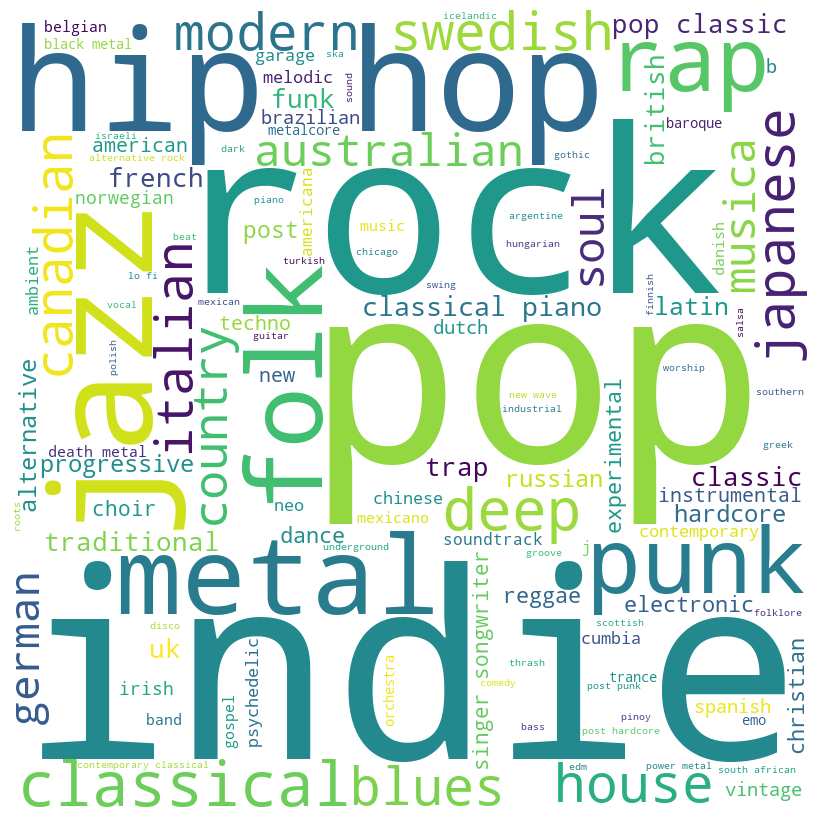 icelandic
belgian
modern
swedish
pop classic
black metal
garage
ska
hip hop
rap
b
melodic
sound
funk
british
brazilian
metalcore
baroque
israeli
american
australian
japanese
alternative rock
dark
gothic
canadian
french
rock
soul
musica
norwegian
piano
americana
music
argentine
jazz
post
beat
hungarian
danish
chicago
italian
turkish
folk
ambient
lo fi
swing
finnish
vocal
mexican
classical piano
latin
techno
dutch
salsa
guitar
pop
country
polish
new
worship
alternative
new wave
southern
industrial
experimental
death metal
greek
progressive
trap
russian
classic
instrumental
neo
chinese
choir
deep
hardcore
roots
mexicano
traditional
dance
soundtrack
groove
j
contemporary
underground
metal
punk
german
singer songwriter
reggae
electronic
indie
folklore
disco
scottish
uk
cumbia
psychedelic
orchestra
thrash
christian
irish
comedy
post punk
trance
gospel
spanish
band
bass
pinoy
emo
post hardcore
contemporary classical
classical
blues
house
edm
power metal
south african
vintage